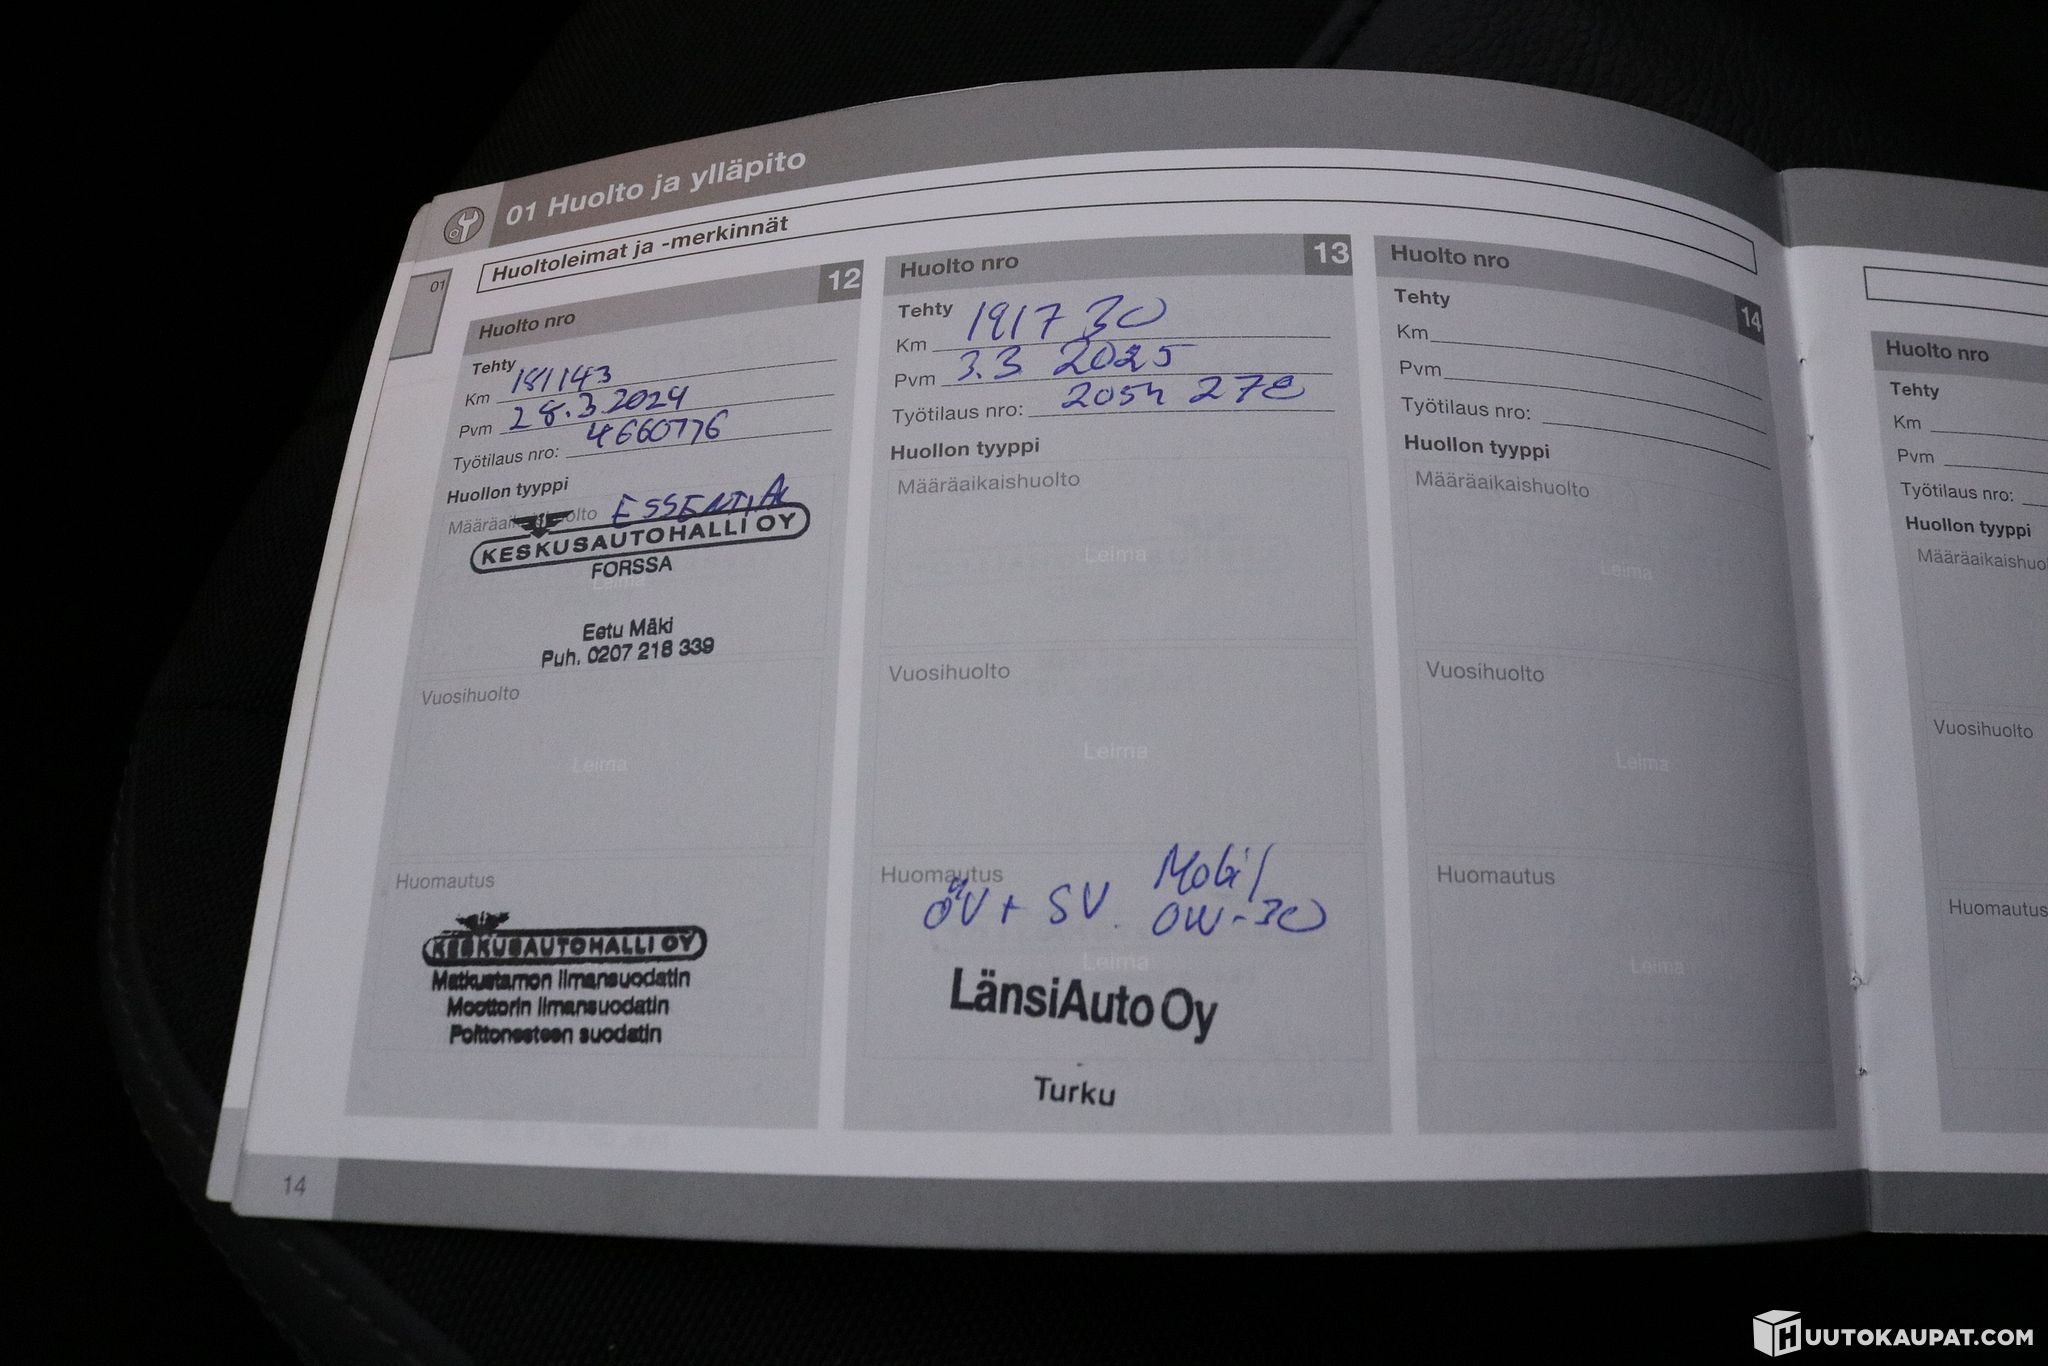 01 Huolto ja ylläpito
Huoltoleimat ja -merkinnät
01
Huolto nro 12
Tehty
Km 181143
Pvm 28.3.2024
Työtilaus nro: 4660776
Huollon tyyppi
Määräaikaishuolto ESSENTIAL
KESKUSAUTOHALLI OY
FORSSA
Leima
Eetu Mäki
Puh. 0207 218 339
Vuosihuolto
Leima
Huomautus
KESKUSAUTOHALLI OY
Matkustamon ilmansuodatin
Moottorin ilmansuodatin
Polttonesteen suodatin
Huolto nro 13
Tehty
Km 191730
Pvm 3.3 2025
Työtilaus nro:
Huollon tyyppi
Määräaikaishuolto
Leima
Vuosihuolto
Leima
Huomautus
ÖV + SV. Mobil
0W-30
Leima
LänsiAuto Oy
Turku
Huolto nro 14
Tehty
Km
Pvm
Työtilaus nro:
Huollon tyyppi
Määräaikaishuolto
Leima
Vuosihuolto
Leima
Huomautus
Leima
14
Huolto nro
Tehty
Km
Pvm
Työtilaus nro:
Huollon tyyppi
Määräaikaishuo
Vuosihuolto
Huomautus
HUUTOKAUPAT.COM